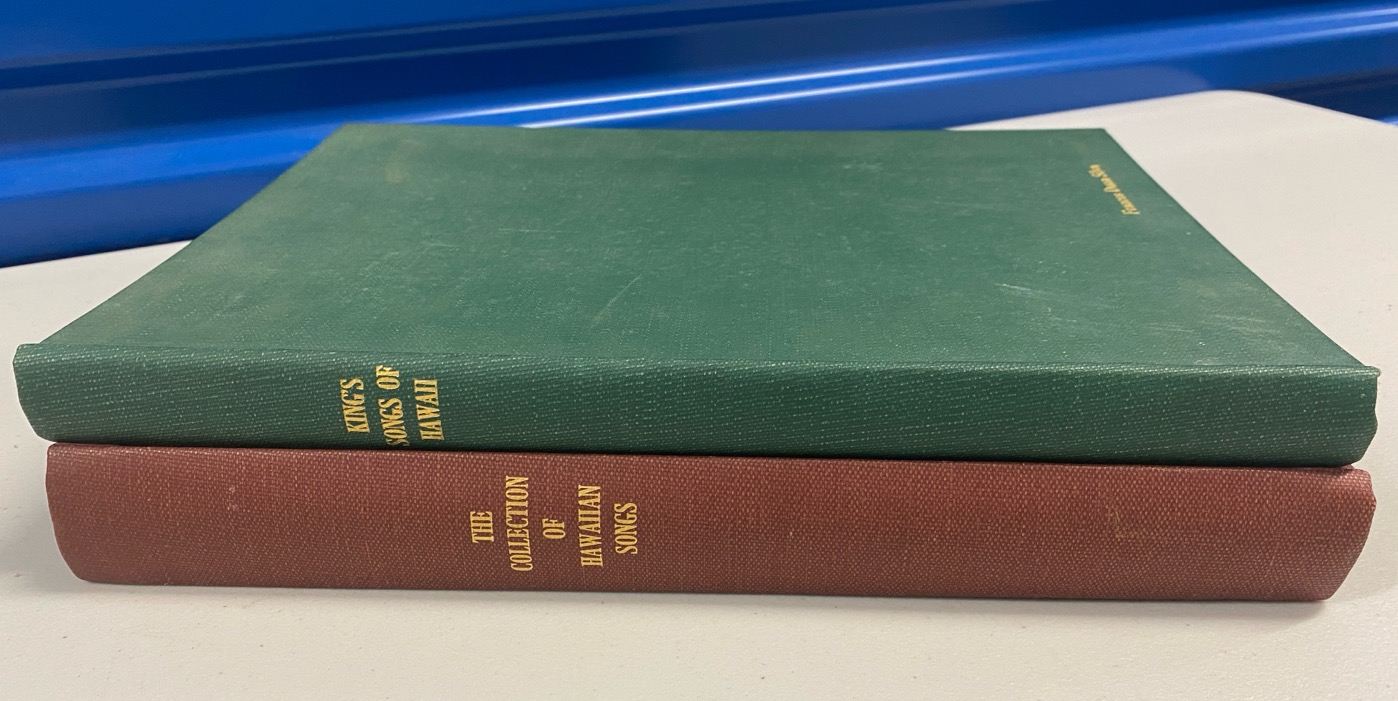 KING'S
SONGS OF
HAWAII
THE
COLLECTION
OF
HAWAIIAN
SONGS